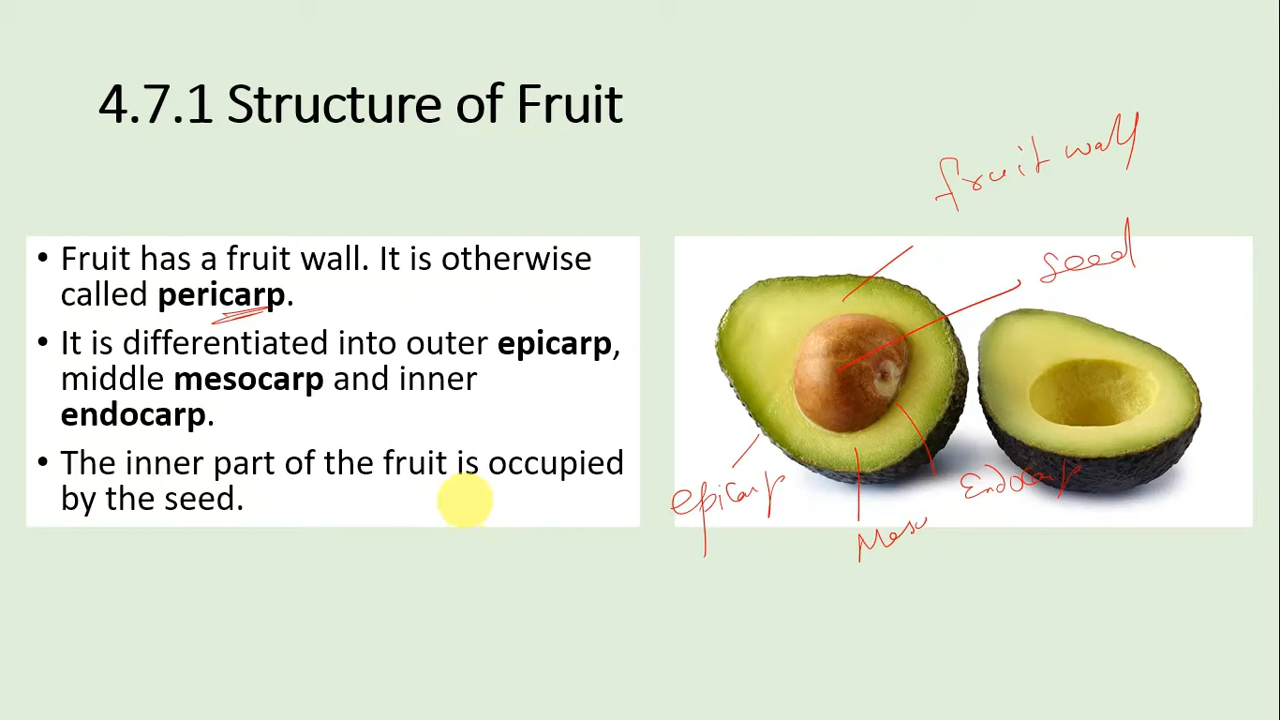 4.7.1 Structure of Fruit
• Fruit has a fruit wall. It is otherwise
called pericarp.
• It is differentiated into outer epicarp,
middle mesocarp and inner
endocarp.
• The inner part of the fruit is occupied
by the seed.
fruit wall
seed
epicarp
Meso
Endocarp